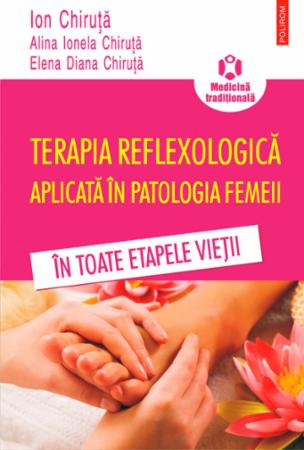 Ion Chiruță
Alina Ionela Chiruță
Elena Diana Chiruță
POLIROM
Medicină
tradițională
TERAPIA REFLEXOLOGICĂ
APLICATĂ ÎN PATOLOGIA FEMEII
ÎN TOATE ETAPELE VIEȚII